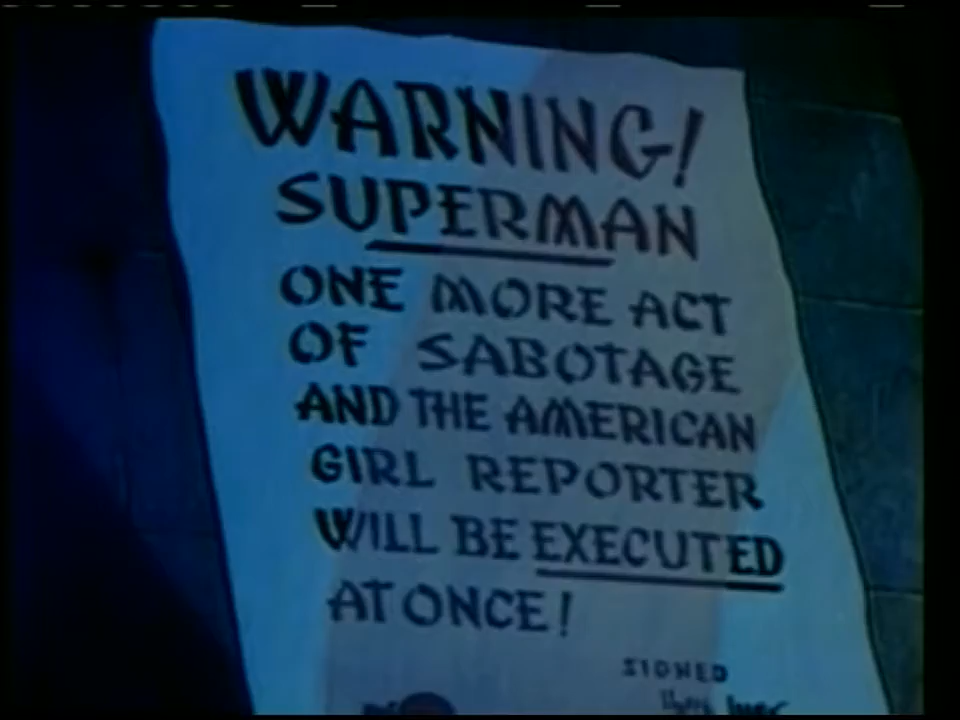 WARNING!
SUPERMAN
ONE MORE ACT
OF SABOTAGE
AND THE AMERICAN
GIRL REPORTER
WILL BE EXECUTED
AT ONCE!
SIGNED